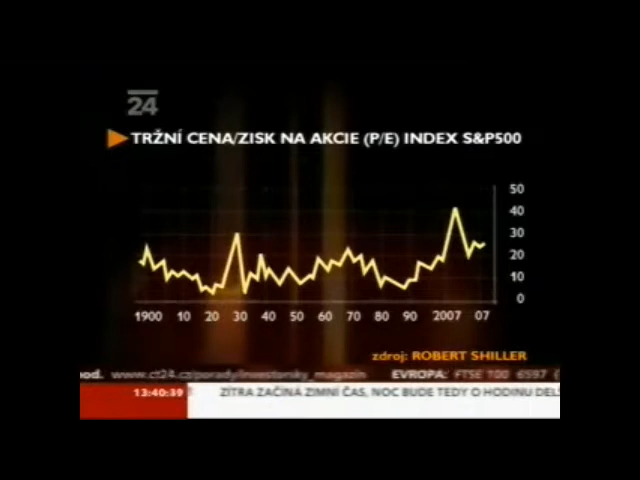 24
TRŽNÍ CENA/ZISK NA AKCIE (P/E) INDEX S&P500
50
40
30
20
10
0
1900 10 20 30 40 50 60 70 80 90 2007 07
zdroj: ROBERT SHILLER
hod. www.ct24.cz/porady/investorsky_magazin EVROPA: FTSE 100 6597
13:40:39 ZÍTRA ZAČÍNÁ ZIMNÍ ČAS, NOC BUDE TEDY O HODINU DEL